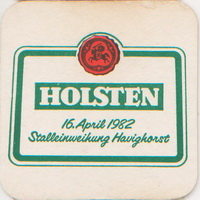 HOLSTEN
16. April 1982
Stalleinweihung Havighorst